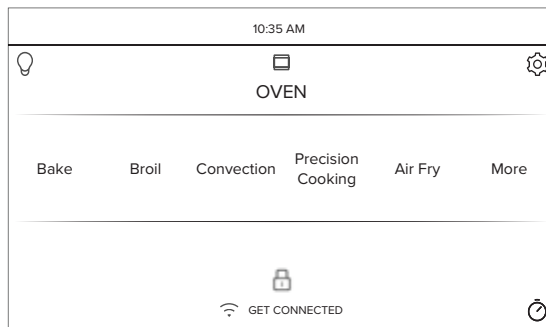 10:35 AM
OVEN
Bake Broil Convection Precision Cooking Air Fry More
GET CONNECTED